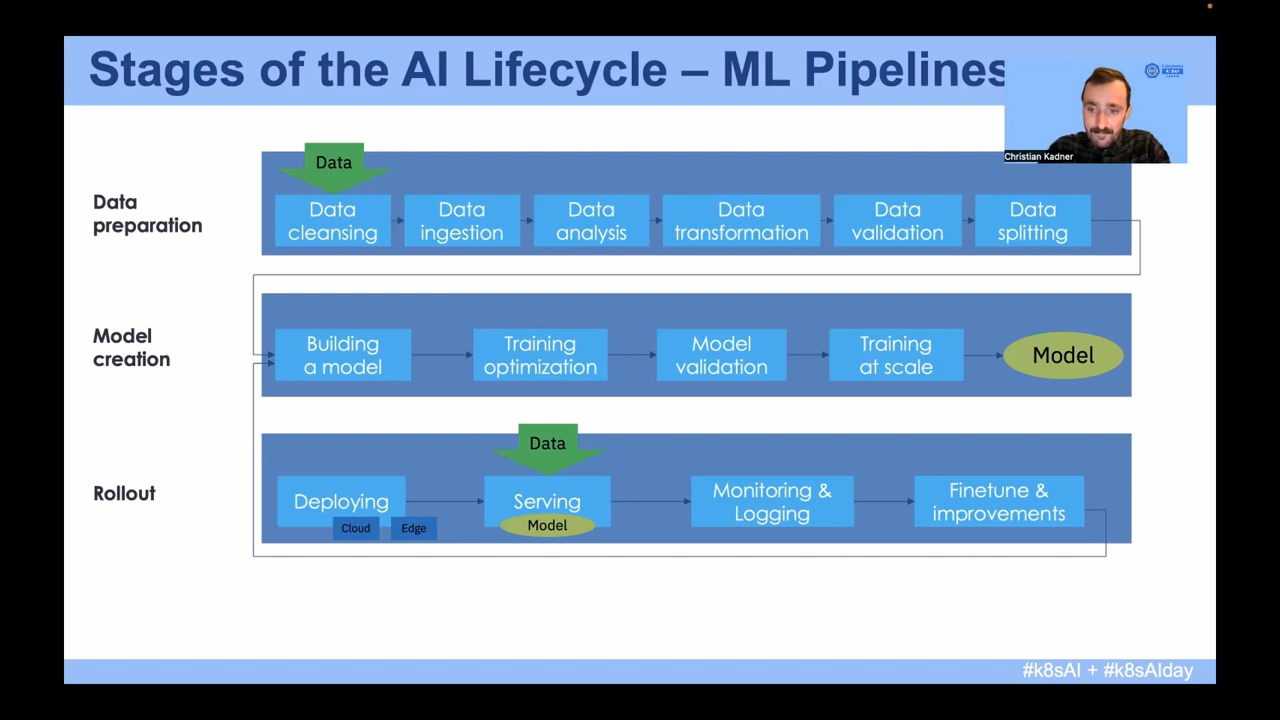 Stages of the AI Lifecycle – ML Pipelines
Christian Kadner
Data
preparation
Data
Data
cleansing
Data
ingestion
Data
analysis
Data
transformation
Data
validation
Data
splitting
Model
creation
Building
a model
Training
optimization
Model
validation
Training
at scale
Model
Rollout
Data
Deploying
Cloud
Edge
Serving
Model
Monitoring &
Logging
Finetune &
improvements
#k8sAI + #k8sAIday